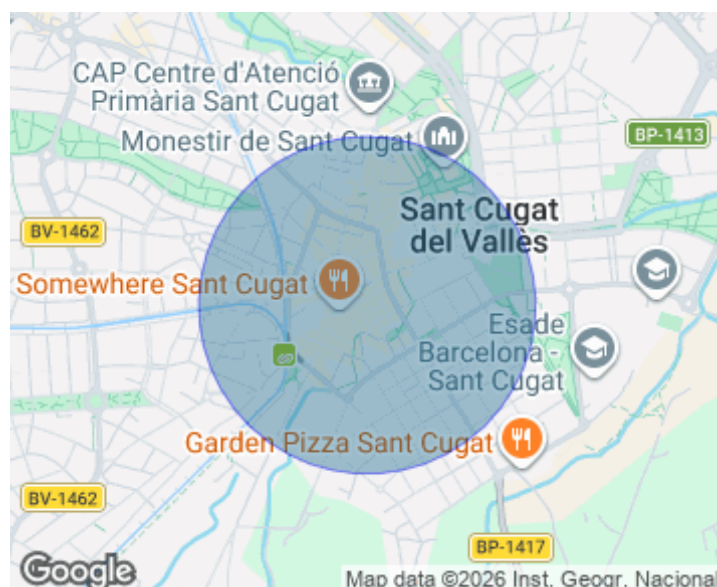 CAP Centre d'Atenció
Primària Sant Cugat
Monestir de Sant Cugat
BP-1413
Sant Cugat
del Vallès
BV-1462
Somewhere Sant Cugat
Esade
Barcelona -
Sant Cugat
Garden Pizza Sant Cugat
BV-1462
BP-1417
Google
Map data ©2026 Inst. Geogr. Nacional